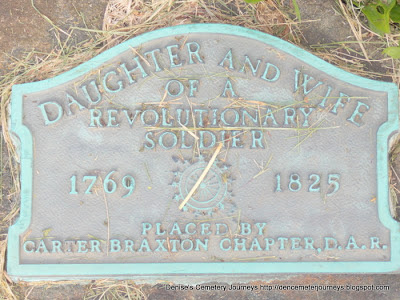 DAUGHTER AND WIFE
OF A
REVOLUTIONARY
SOLDIER
1769 1825
PLACED BY
CARTER BRAXTON CHAPTER, D.A.R.
Denise's Cemetery Journeys http://dencemeterjourneys.blogspot.com